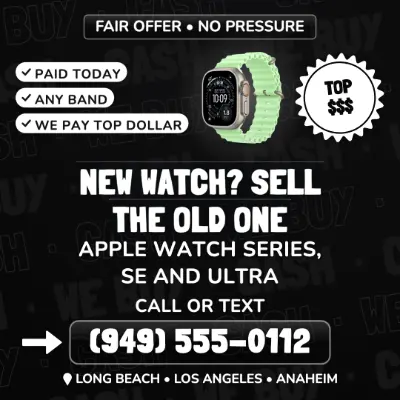 FAIR OFFER • NO PRESSURE
✓ PAID TODAY
✓ ANY BAND
✓ WE PAY TOP DOLLAR
TOP
$$$
NEW WATCH? SELL
THE OLD ONE
APPLE WATCH SERIES,
SE AND ULTRA
CALL OR TEXT
(949) 555-0112
LONG BEACH • LOS ANGELES • ANAHEIM